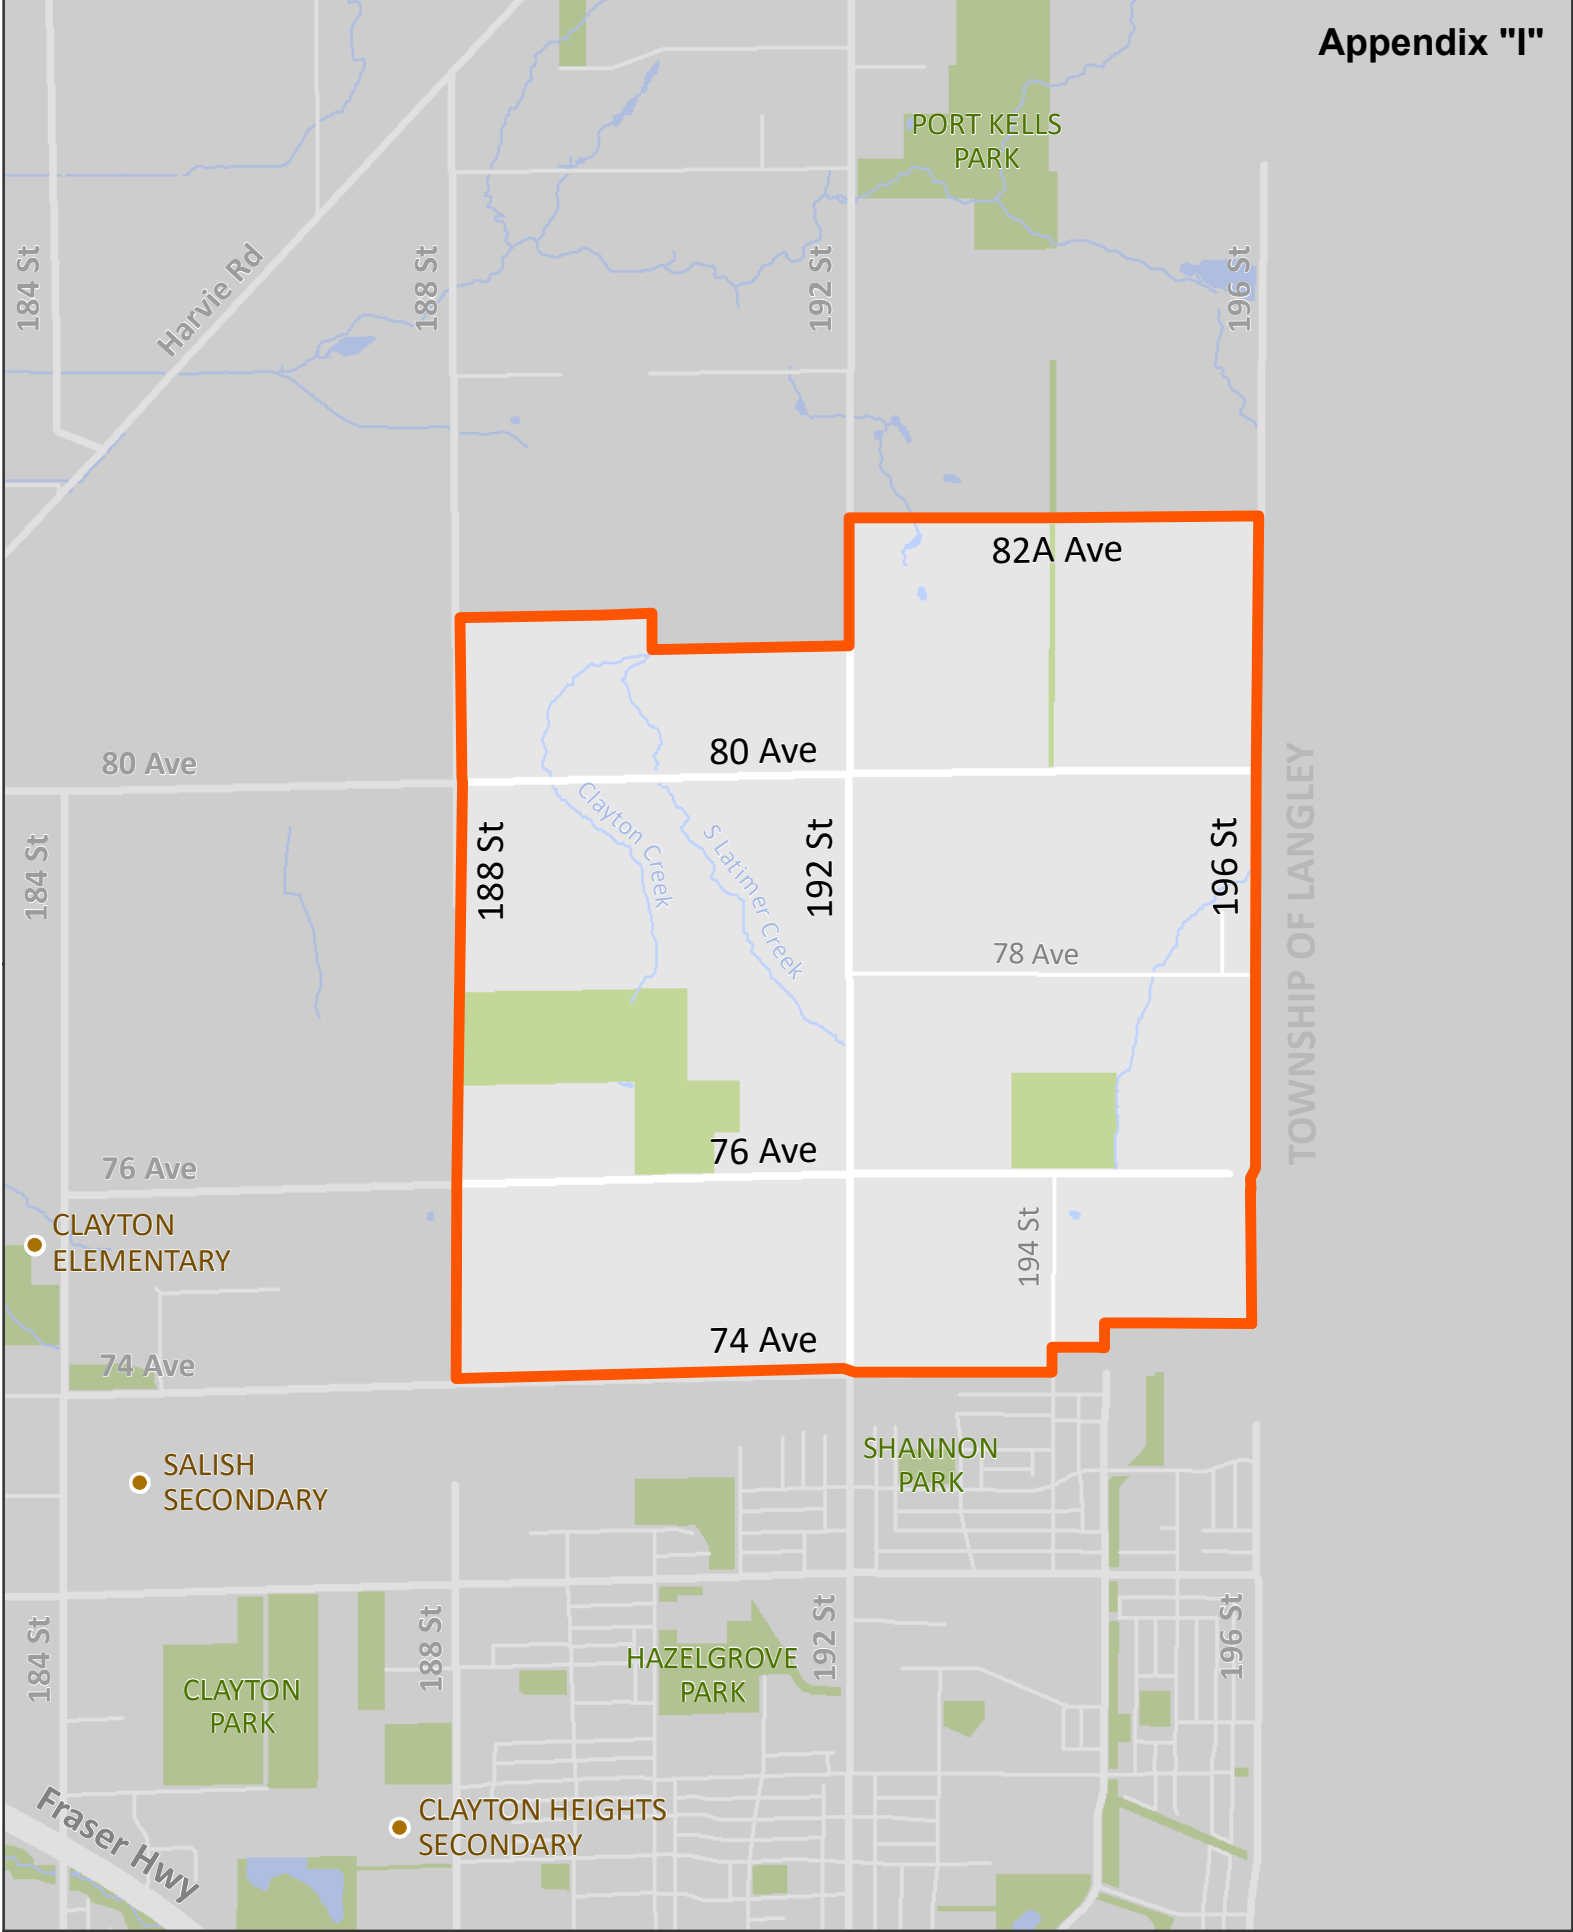 Appendix "I"
PORT KELLS
PARK
184 St
Harvie Rd
188 St
192 St
196 St
82A Ave
80 Ave
80 Ave
184 St
188 St
Clayton Creek
S Latimer Creek
192 St
196 St
TOWNSHIP OF LANGLEY
78 Ave
76 Ave
76 Ave
CLAYTON
ELEMENTARY
194 St
74 Ave
74 Ave
SALISH
SECONDARY
SHANNON
PARK
184 St
188 St
192 St
196 St
HAZELGROVE
PARK
CLAYTON
PARK
Fraser Hwy
CLAYTON HEIGHTS
SECONDARY